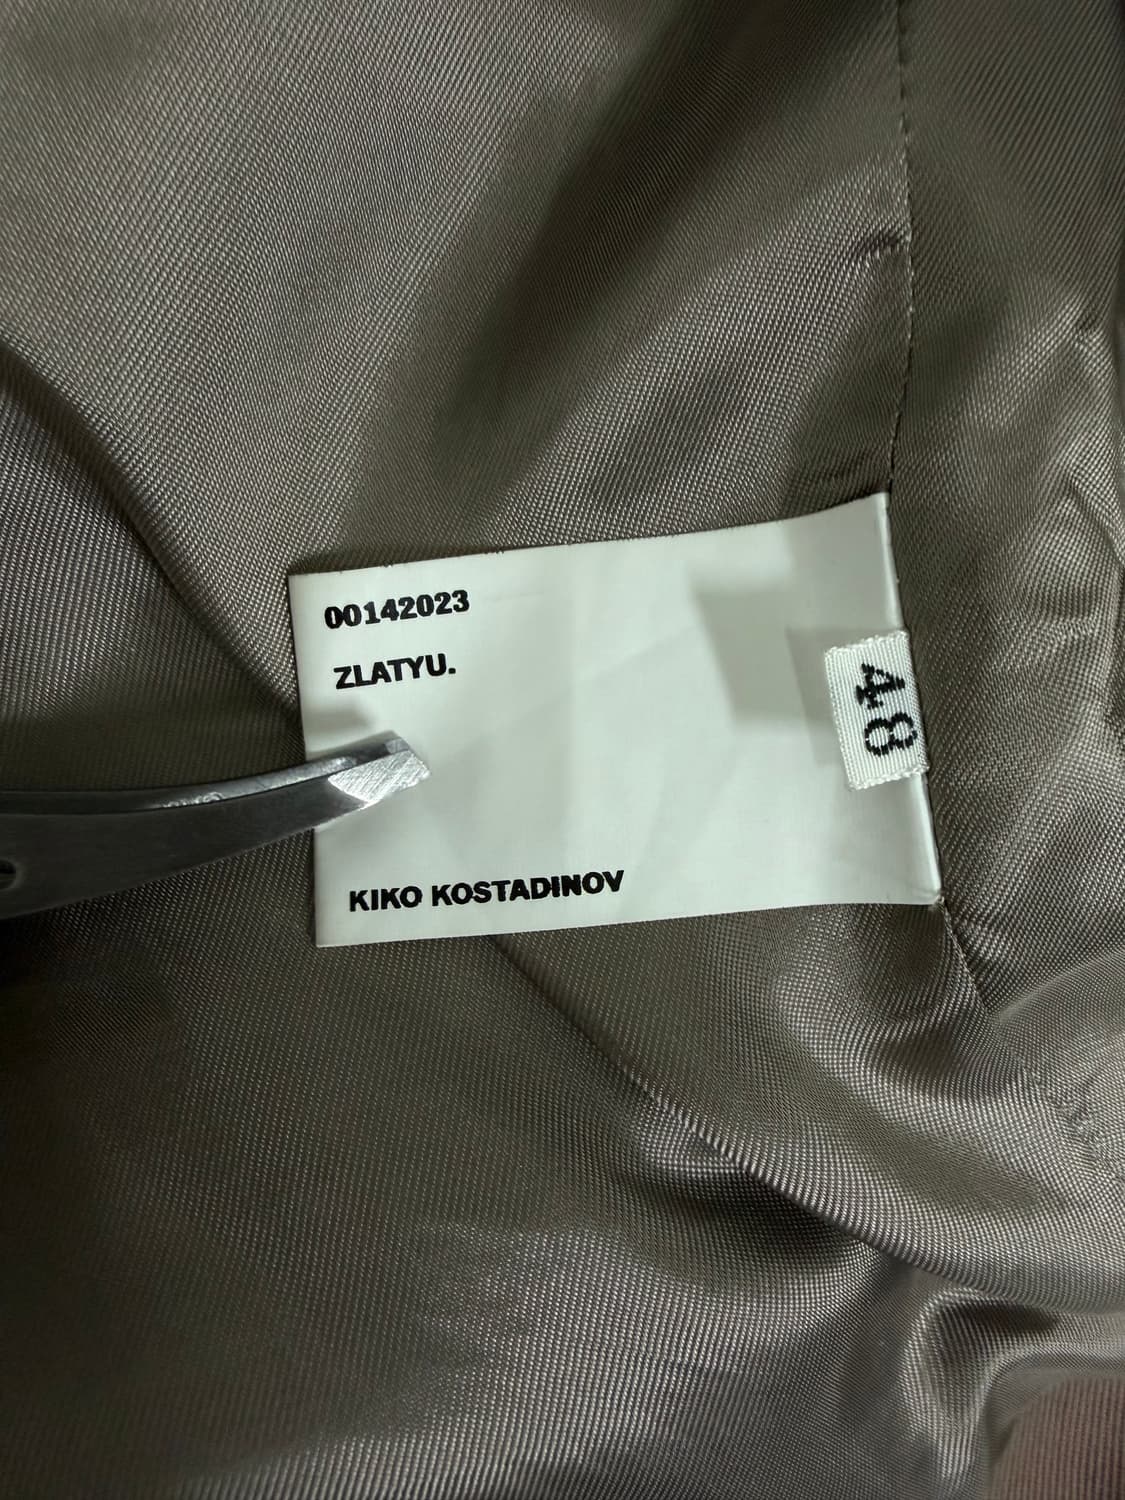 00142023
ZLATYU.
48
KIKO KOSTADINOV